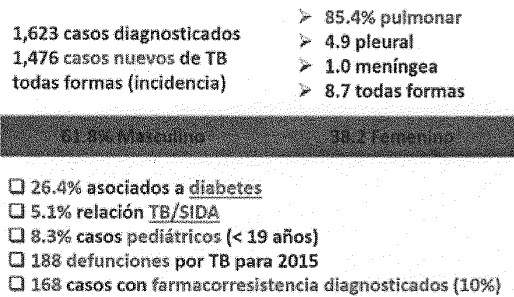 1,623 casos diagnosticados
1,476 casos nuevos de TB
todas formas (incidencia)
➢ 85.4% pulmonar
➢ 4.9 pleural
➢ 1.0 meníngea
➢ 8.7 todas formas
61.8% Masculino
38.2 Femenino
❑ 26.4% asociados a diabetes
❑ 5.1% relación TB/SIDA
❑ 8.3% casos pediátricos (< 19 años)
❑ 188 defunciones por TB para 2015
❑ 168 casos con farmacorresistencia diagnosticados (10%)